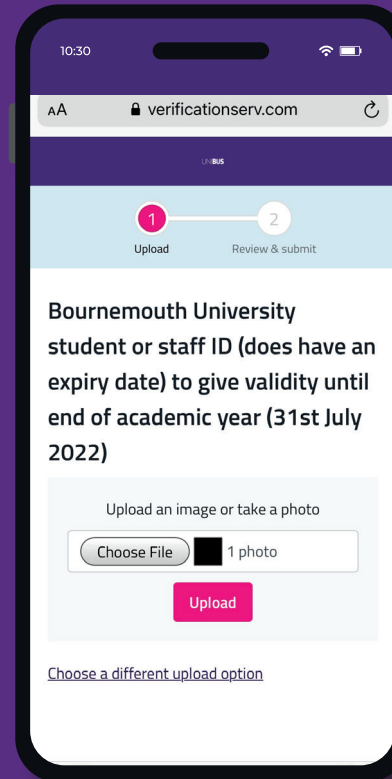 10:30
AA verificationserv.com
UNIBUS
1 2
Upload Review & submit
Bournemouth University
student or staff ID (does have an
expiry date) to give validity until
end of academic year (31st July
2022)
Upload an image or take a photo
Choose File 1 photo
Upload
Choose a different upload option